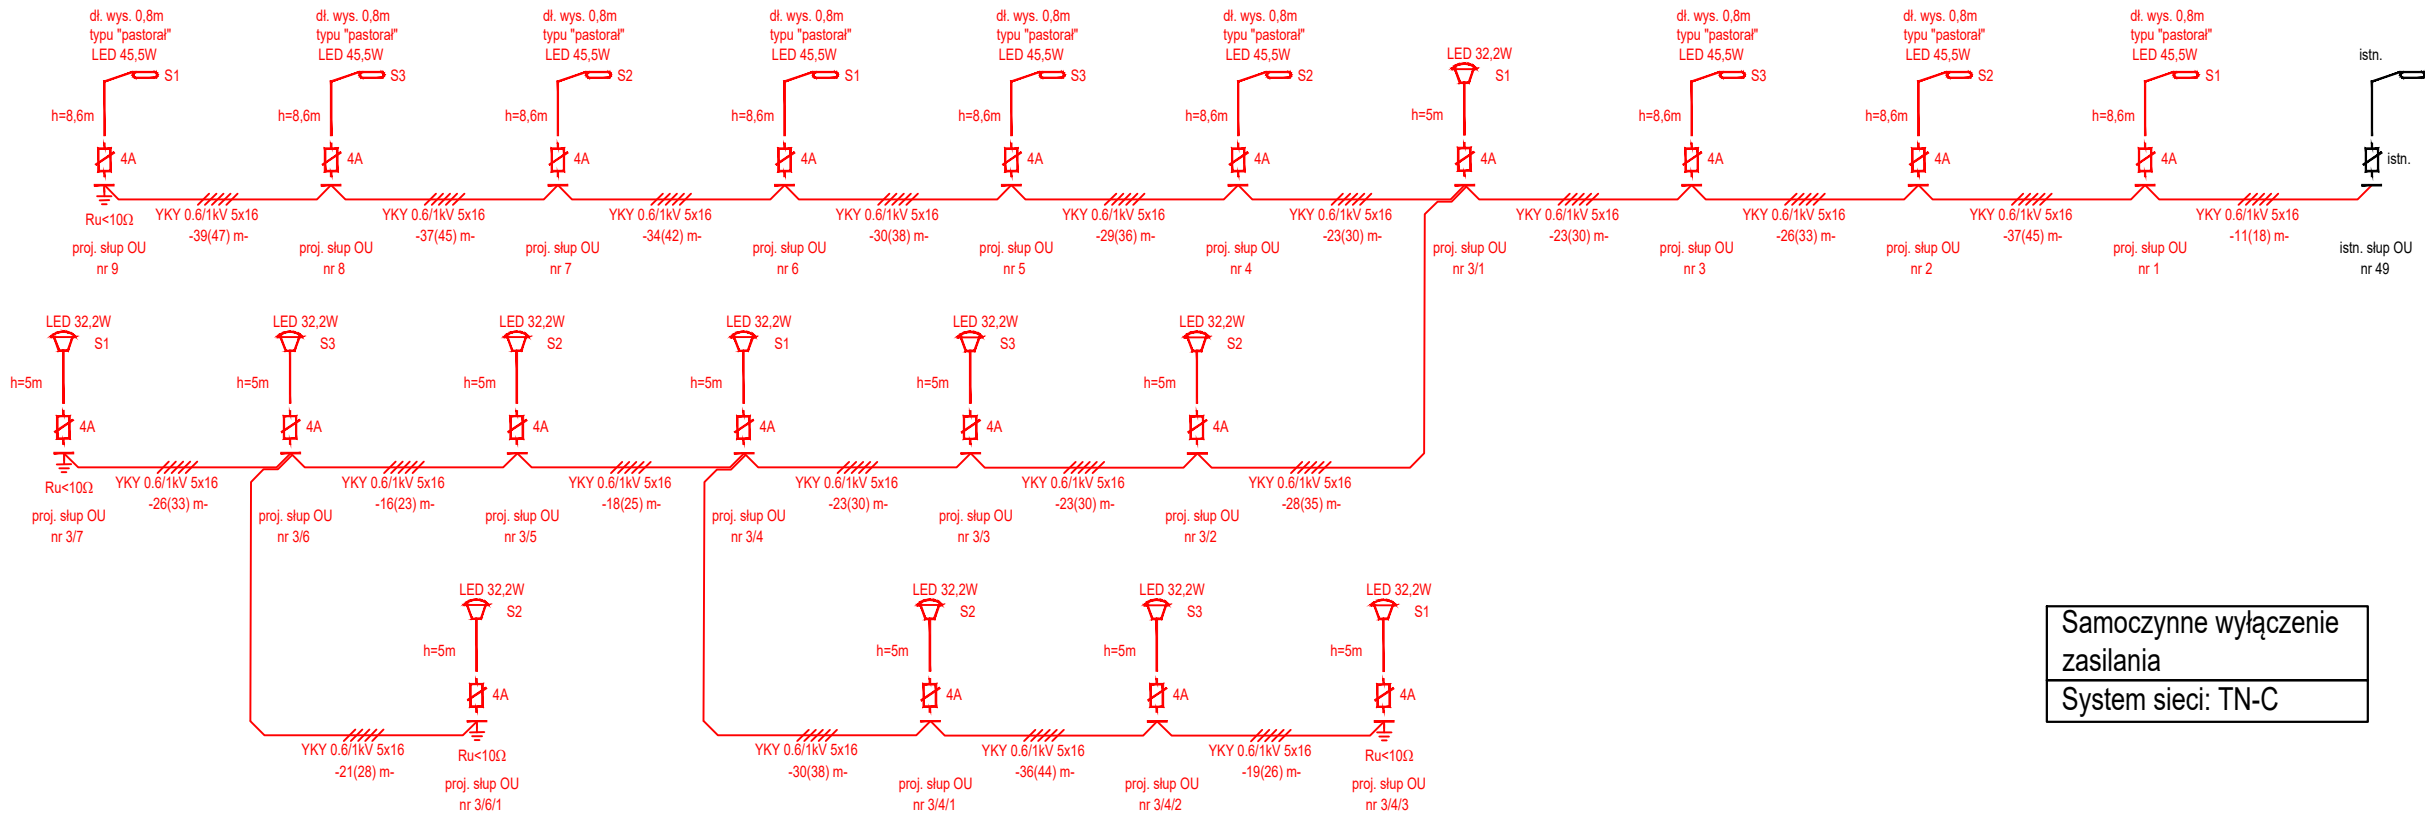 dł. wys. 0,8m
typu "pastorał"
LED 45,5W
S1
h=8,6m
4A
Ru<10Ω
proj. słup OU
nr 9
YKY 0.6/1kV 5x16
-39(47) m-
dł. wys. 0,8m
typu "pastorał"
LED 45,5W
S3
h=8,6m
4A
proj. słup OU
nr 8
YKY 0.6/1kV 5x16
-37(45) m-
dł. wys. 0,8m
typu "pastorał"
LED 45,5W
S2
h=8,6m
4A
proj. słup OU
nr 7
YKY 0.6/1kV 5x16
-34(42) m-
dł. wys. 0,8m
typu "pastorał"
LED 45,5W
S1
h=8,6m
4A
proj. słup OU
nr 6
YKY 0.6/1kV 5x16
-30(38) m-
dł. wys. 0,8m
typu "pastorał"
LED 45,5W
S3
h=8,6m
4A
proj. słup OU
nr 5
YKY 0.6/1kV 5x16
-29(36) m-
dł. wys. 0,8m
typu "pastorał"
LED 45,5W
S2
h=8,6m
4A
proj. słup OU
nr 4
YKY 0.6/1kV 5x16
-23(30) m-
LED 32,2W
S1
h=5m
4A
proj. słup OU
nr 3/1
YKY 0.6/1kV 5x16
-23(30) m-
dł. wys. 0,8m
typu "pastorał"
LED 45,5W
S3
h=8,6m
4A
proj. słup OU
nr 3
YKY 0.6/1kV 5x16
-26(33) m-
dł. wys. 0,8m
typu "pastorał"
LED 45,5W
S2
h=8,6m
4A
proj. słup OU
nr 2
YKY 0.6/1kV 5x16
-37(45) m-
dł. wys. 0,8m
typu "pastorał"
LED 45,5W
S1
h=8,6m
4A
proj. słup OU
nr 1
YKY 0.6/1kV 5x16
-11(18) m-
istn.
istn.
istn. słup OU
nr 49
LED 32,2W
S1
h=5m
4A
Ru<10Ω
proj. słup OU
nr 3/7
YKY 0.6/1kV 5x16
-26(33) m-
LED 32,2W
S3
h=5m
4A
proj. słup OU
nr 3/6
YKY 0.6/1kV 5x16
-16(23) m-
LED 32,2W
S2
h=5m
4A
proj. słup OU
nr 3/5
YKY 0.6/1kV 5x16
-18(25) m-
LED 32,2W
S1
h=5m
4A
proj. słup OU
nr 3/4
YKY 0.6/1kV 5x16
-23(30) m-
LED 32,2W
S3
h=5m
4A
proj. słup OU
nr 3/3
YKY 0.6/1kV 5x16
-23(30) m-
LED 32,2W
S2
h=5m
4A
proj. słup OU
nr 3/2
YKY 0.6/1kV 5x16
-28(35) m-
YKY 0.6/1kV 5x16
-21(28) m-
LED 32,2W
S2
h=5m
4A
Ru<10Ω
proj. słup OU
nr 3/6/1
YKY 0.6/1kV 5x16
-30(38) m-
LED 32,2W
S2
h=5m
4A
proj. słup OU
nr 3/4/1
YKY 0.6/1kV 5x16
-36(44) m-
LED 32,2W
S3
h=5m
4A
proj. słup OU
nr 3/4/2
YKY 0.6/1kV 5x16
-19(26) m-
LED 32,2W
S1
h=5m
4A
Ru<10Ω
proj. słup OU
nr 3/4/3
Samoczynne wyłączenie
zasilania
System sieci: TN-C